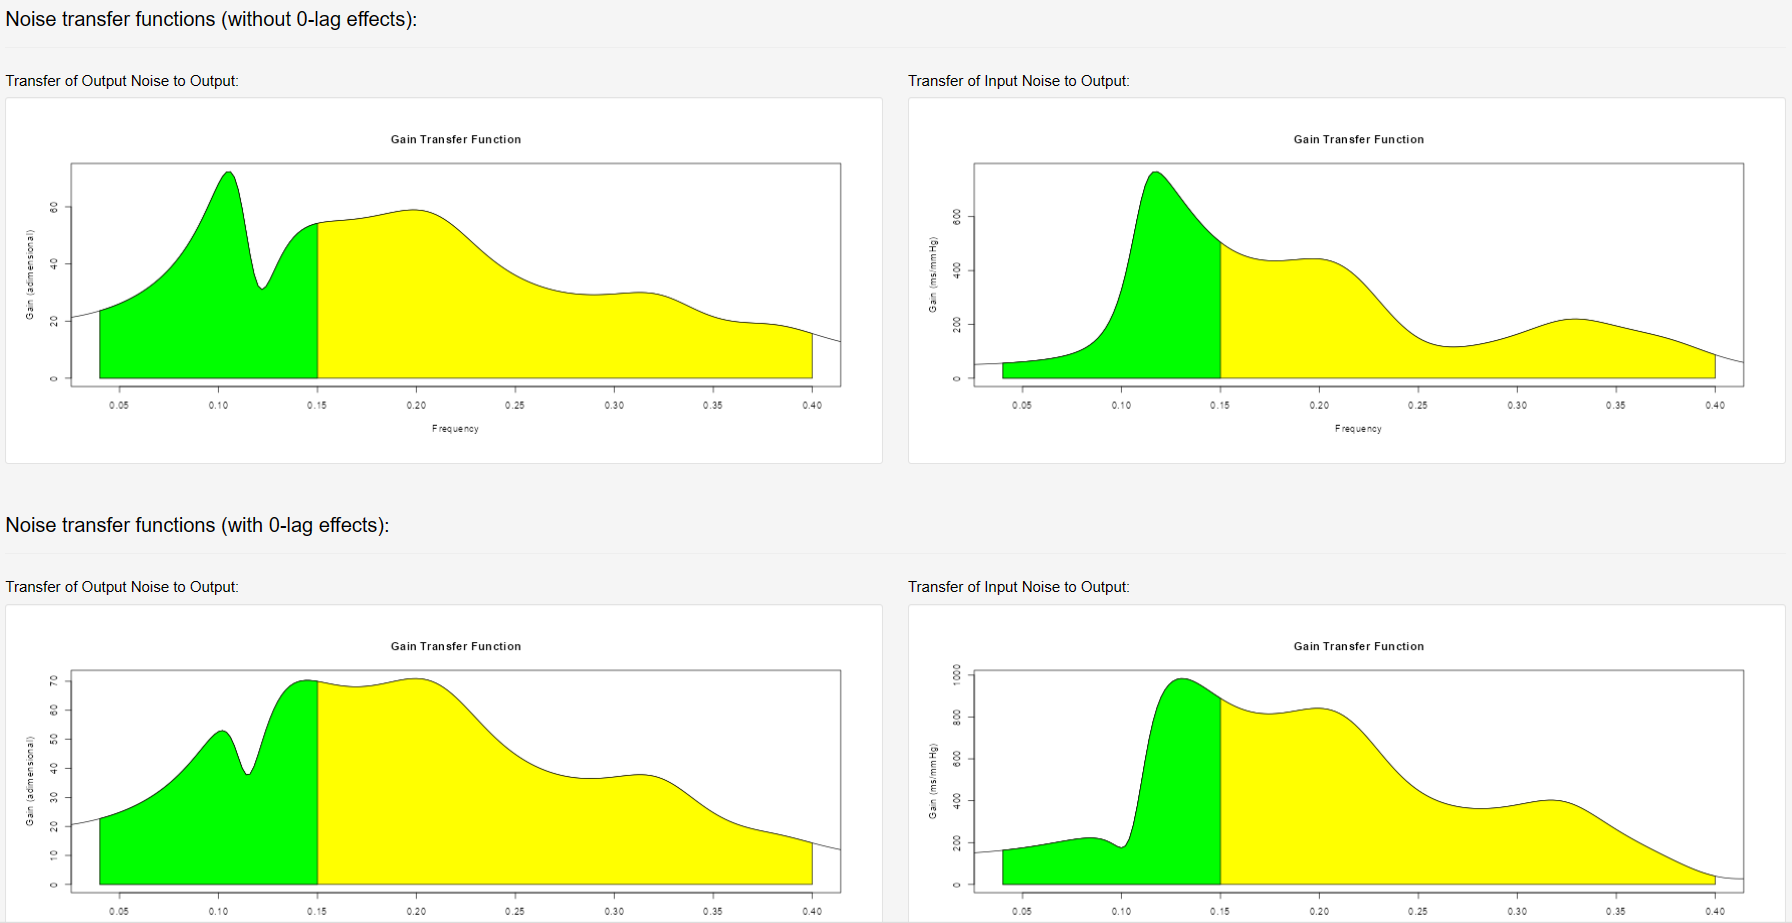 Noise transfer functions (without 0-lag effects):
Transfer of Output Noise to Output:
Gain Transfer Function
Gain (adimensional)
0
20
40
60
0.05 0.10 0.15 0.20 0.25 0.30 0.35 0.40
Frequency
Transfer of Input Noise to Output:
Gain Transfer Function
Gain (ms/mmHg)
0
200
400
600
0.05 0.10 0.15 0.20 0.25 0.30 0.35 0.40
Frequency
Noise transfer functions (with 0-lag effects):
Transfer of Output Noise to Output:
Gain Transfer Function
Gain (adimensional)
0
10
20
30
40
50
60
70
0.05 0.10 0.15 0.20 0.25 0.30 0.35 0.40
Transfer of Input Noise to Output:
Gain Transfer Function
Gain (ms/mmHg)
0
200
400
600
800
1000
0.05 0.10 0.15 0.20 0.25 0.30 0.35 0.40